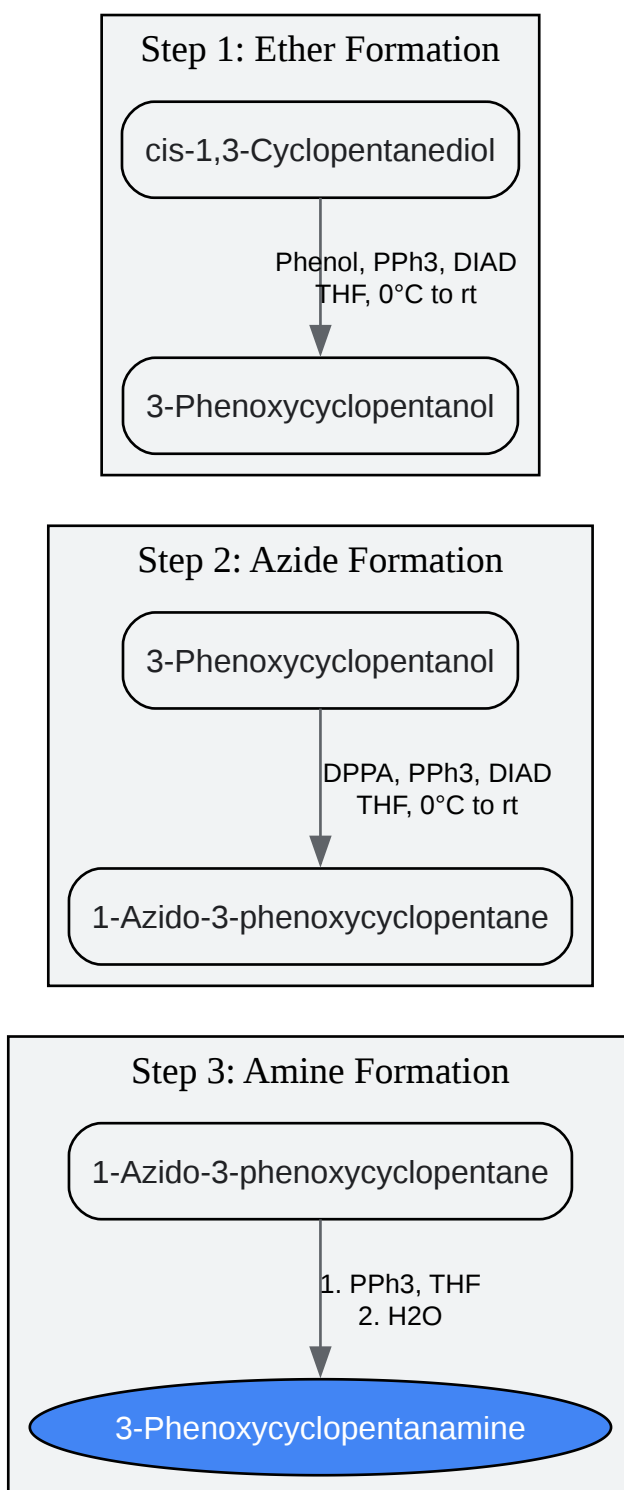 Step 1: Ether Formation
cis-1,3-Cyclopentanediol
Phenol, PPh3, DIAD
THF, 0°C to rt
3-Phenoxycyclopentanol
Step 2: Azide Formation
3-Phenoxycyclopentanol
DPPA, PPh3, DIAD
THF, 0°C to rt
1-Azido-3-phenoxycyclopentane
Step 3: Amine Formation
1-Azido-3-phenoxycyclopentane
1. PPh3, THF
2. H2O
3-Phenoxycyclopentanamine